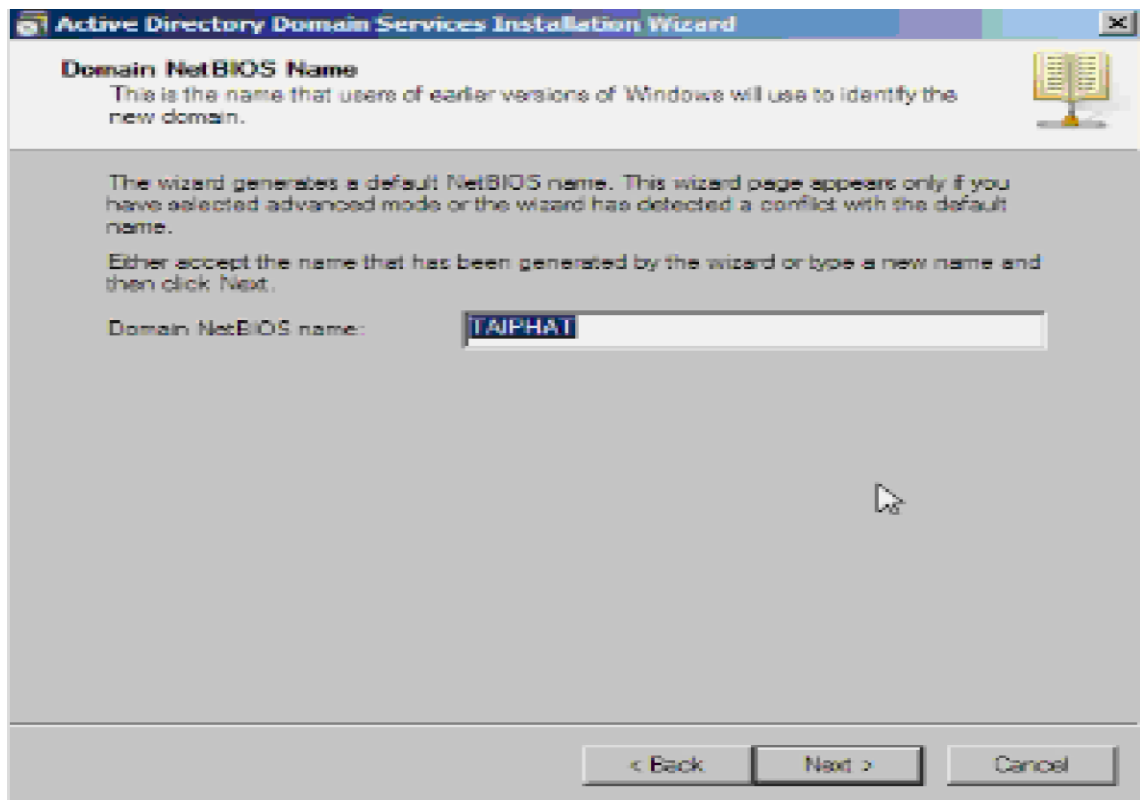 Active Directory Domain Services Installation Wizard
Domain NetBIOS Name
This is the name that users of earlier versions of Windows will use to identify the
new domain.
The wizard generates a default NetBIOS name. This wizard page appears only if you
have selected advanced mode or the wizard has detected a conflict with the default
name.
Either accept the name that has been generated by the wizard or type a new name and
then click Next.
Domain NetBIOS name: TAIPHAT
< Back Next > Cancel